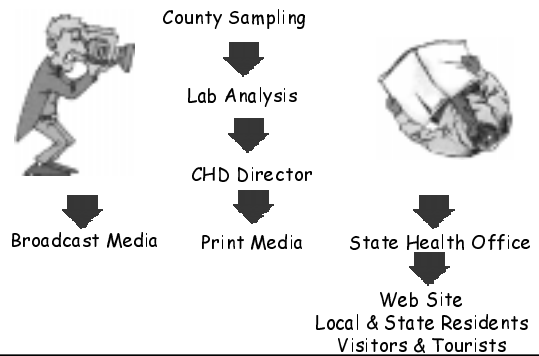 County Sampling
Lab Analysis
CHD Director
Broadcast Media
Print Media
State Health Office
Web Site
Local & State Residents
Visitors & Tourists